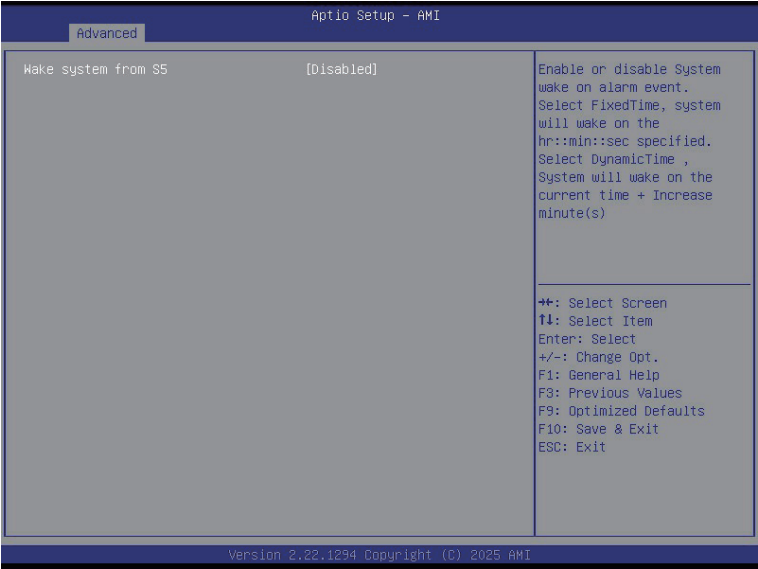 Aptio Setup – AMI
Advanced
Wake system from S5 [Disabled]
Enable or disable System
wake on alarm event.
Select FixedTime, system
will wake on the
hr::min::sec specified.
Select DynamicTime ,
System will wake on the
current time + Increase
minute(s)
→←: Select Screen
↑↓: Select Item
Enter: Select
+/-: Change Opt.
F1: General Help
F3: Previous Values
F9: Optimized Defaults
F10: Save & Exit
ESC: Exit
Version 2.22.1294 Copyright (C) 2025 AMI